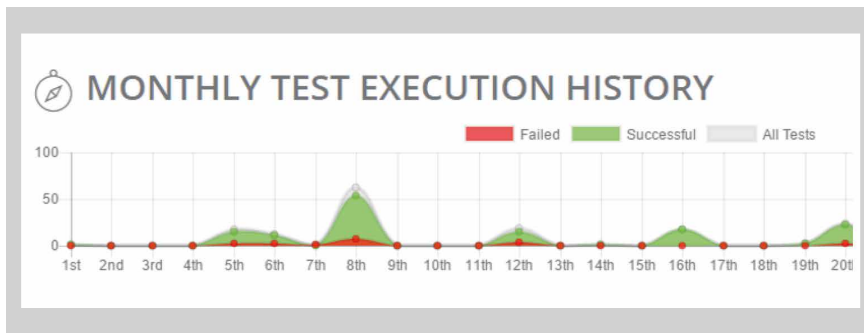 MONTHLY TEST EXECUTION HISTORY
Failed Successful All Tests
100
50
0
1st 2nd 3rd 4th 5th 6th 7th 8th 9th 10th 11th 12th 13th 14th 15th 16th 17th 18th 19th 20t